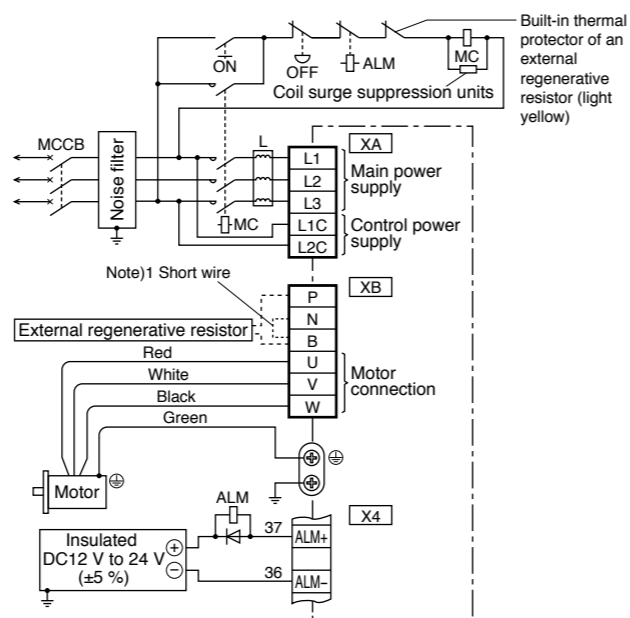 Built-in thermal
protector of an
external
regenerative
resistor (light
yellow)
ON
OFF
ALM
MC
Coil surge suppression units
MCCB
Noise filter
L
MC
XA
L1
L2
L3
L1C
L2C
Main power
supply
Control power
supply
Note)1 Short wire
External regenerative resistor
XB
P
N
B
U
V
W
Motor
connection
Red
White
Black
Green
Motor
ALM
X4
Insulated
DC12 V to 24 V
(±5 %)
+
−
37
ALM+
36
ALM−